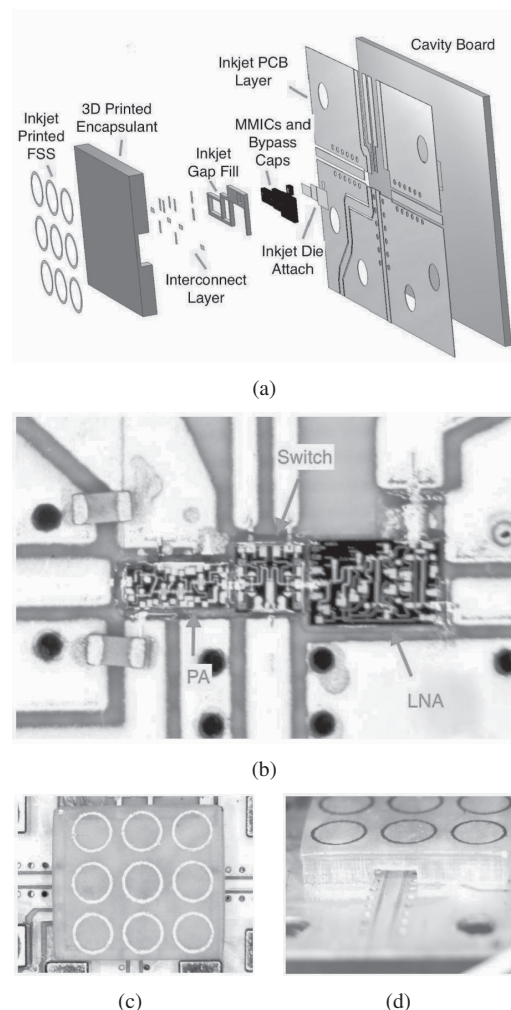 Cavity Board
Inkjet PCB
Layer
3D Printed
Encapsulant
MMICs and
Bypass
Caps
Inkjet
Printed
FSS
Inkjet
Gap Fill
Inkjet Die
Attach
Interconnect
Layer
(a)
Switch
PA
LNA
(b)
(c)
(d)